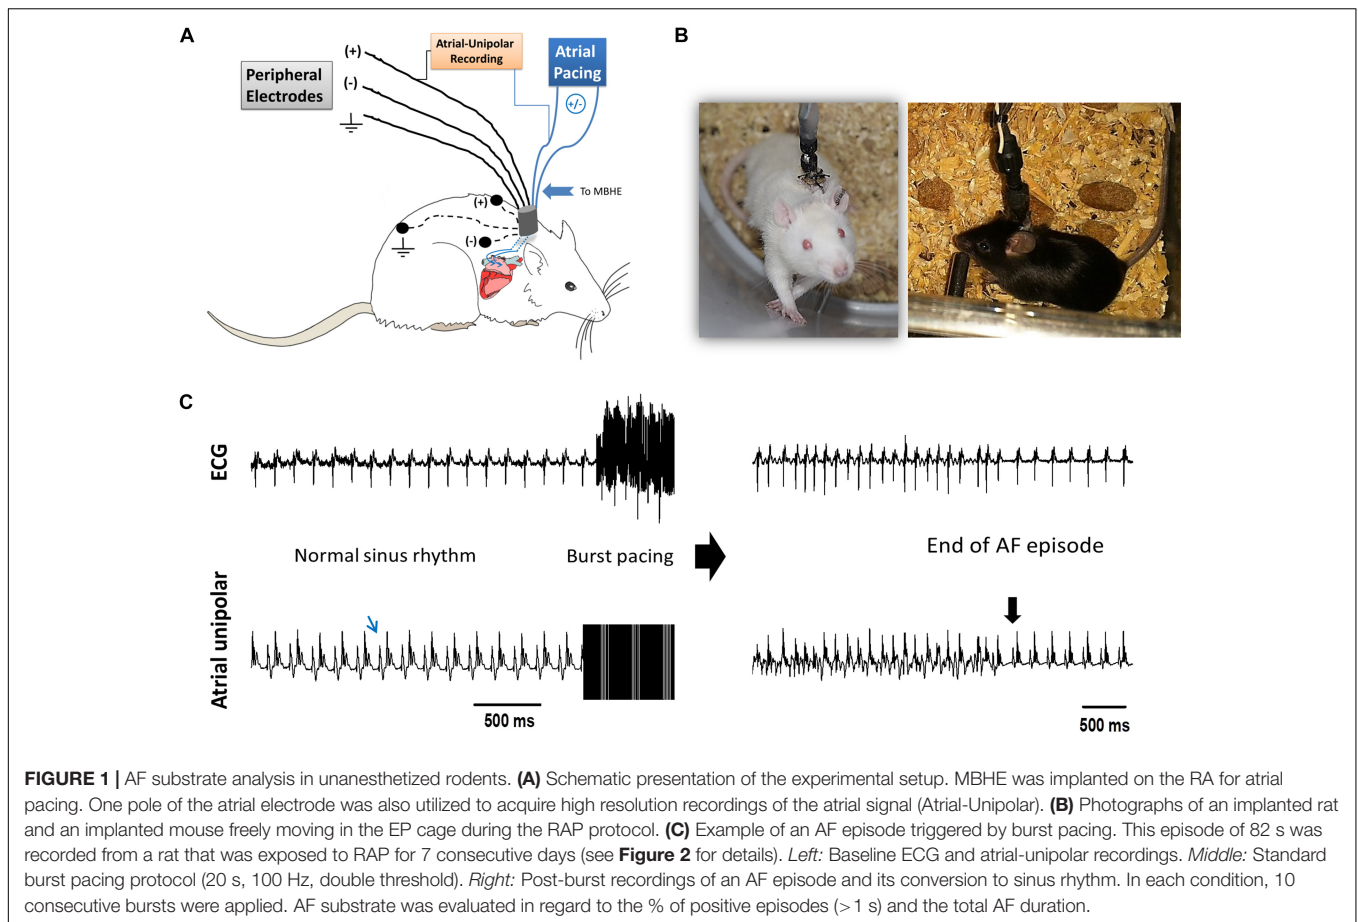 A
Peripheral
Electrodes
(+)
(-)
Atrial-Unipolar
Recording
Atrial
Pacing
+/-
To MBHE
(+)
(-)
B
C
ECG
Normal sinus rhythm
Burst pacing
End of AF episode
Atrial unipolar
500 ms
500 ms
FIGURE 1 | AF substrate analysis in unanesthetized rodents. (A) Schematic presentation of the experimental setup. MBHE was implanted on the RA for atrial
pacing. One pole of the atrial electrode was also utilized to acquire high resolution recordings of the atrial signal (Atrial-Unipolar). (B) Photographs of an implanted rat
and an implanted mouse freely moving in the EP cage during the RAP protocol. (C) Example of an AF episode triggered by burst pacing. This episode of 82 s was
recorded from a rat that was exposed to RAP for 7 consecutive days (see Figure 2 for details). Left: Baseline ECG and atrial-unipolar recordings. Middle: Standard
burst pacing protocol (20 s, 100 Hz, double threshold). Right: Post-burst recordings of an AF episode and its conversion to sinus rhythm. In each condition, 10
consecutive bursts were applied. AF substrate was evaluated in regard to the % of positive episodes (>1 s) and the total AF duration.